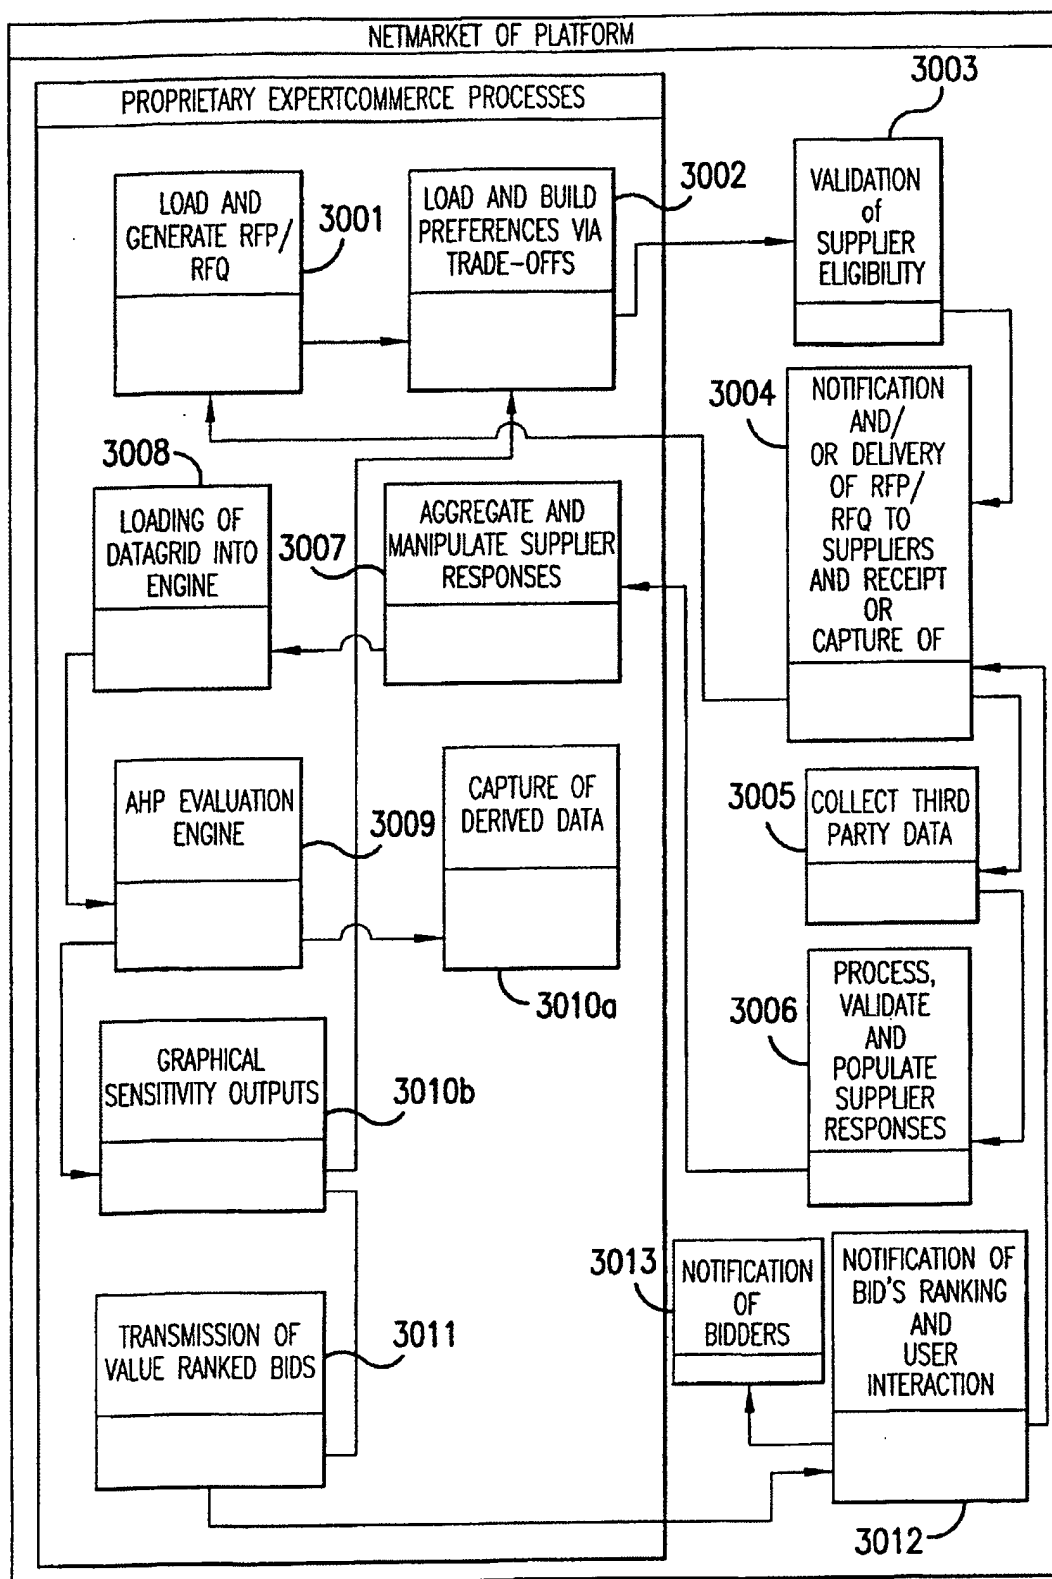 NETMARKET OF PLATFORM
PROPRIETARY EXPERTCOMMERCE PROCESSES
LOAD AND
GENERATE RFP/
RFQ
3001
LOAD AND BUILD
PREFERENCES VIA
TRADE-OFFS
3002
3003
VALIDATION
of
SUPPLIER
ELIGIBILITY
3004
NOTIFICATION
AND/
OR DELIVERY
OF RFP/
RFQ TO
SUPPLIERS
AND RECEIPT
OR
CAPTURE OF
3008
LOADING OF
DATAGRID INTO
ENGINE
3007
AGGREGATE AND
MANIPULATE SUPPLIER
RESPONSES
AHP EVALUATION
ENGINE
3009
CAPTURE OF
DERIVED DATA
3010a
3005
COLLECT THIRD
PARTY DATA
3006
PROCESS,
VALIDATE
AND
POPULATE
SUPPLIER
RESPONSES
GRAPHICAL
SENSITIVITY OUTPUTS
3010b
TRANSMISSION OF
VALUE RANKED BIDS
3011
3013
NOTIFICATION
OF
BIDDERS
NOTIFICATION OF
BID'S RANKING
AND
USER
INTERACTION
3012